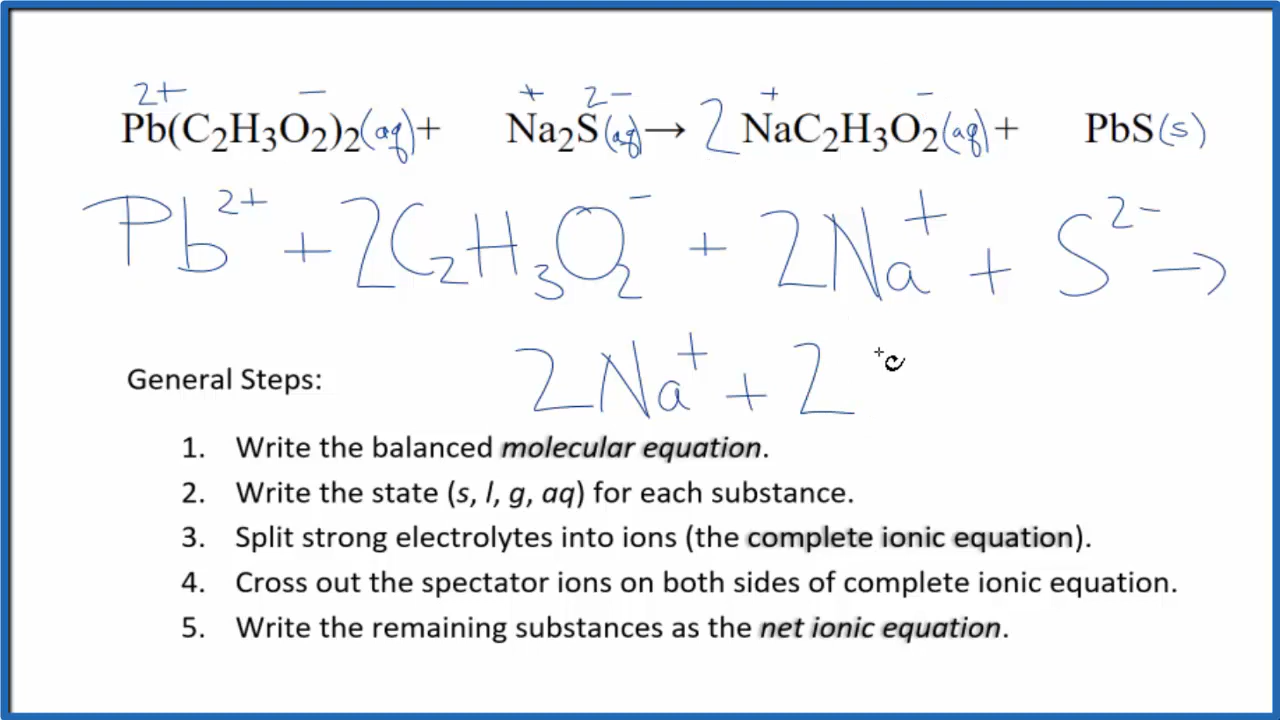 2+ − + 2− + −
Pb(C₂H₃O₂)₂(aq) + Na₂S(aq) → 2 NaC₂H₃O₂(aq) + PbS(s)
Pb²⁺ + 2C₂H₃O₂⁻ + 2Na⁺ + S²⁻ →
2Na⁺ + 2
General Steps:
1. Write the balanced molecular equation.
2. Write the state (s, l, g, aq) for each substance.
3. Split strong electrolytes into ions (the complete ionic equation).
4. Cross out the spectator ions on both sides of complete ionic equation.
5. Write the remaining substances as the net ionic equation.